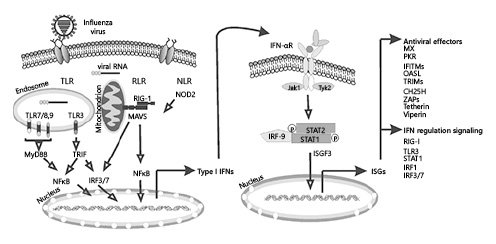 Influenza
virus
viral RNA
Endosome
TLR
RLR
NLR
Mitochondrion
RIG-1
MAVS
NOD2
TLR7/8,9
TLR3
MyD88
TRIF
NFκB
IRF3/7
NFκB
Nucleus
Type I IFNs
IFN-αR
Jak1
Tyk2
P
STAT2
IRF-9
STAT1
P
ISGF3
Nucleus
ISGs
Antiviral effectors
MX
PKR
IFITMs
OASL
TRIMs
CH25H
ZAPs
Tetherin
Viperin
IFN regulation signaling
RIG-I
TLR3
STAT1
IRF1
IRF3/7